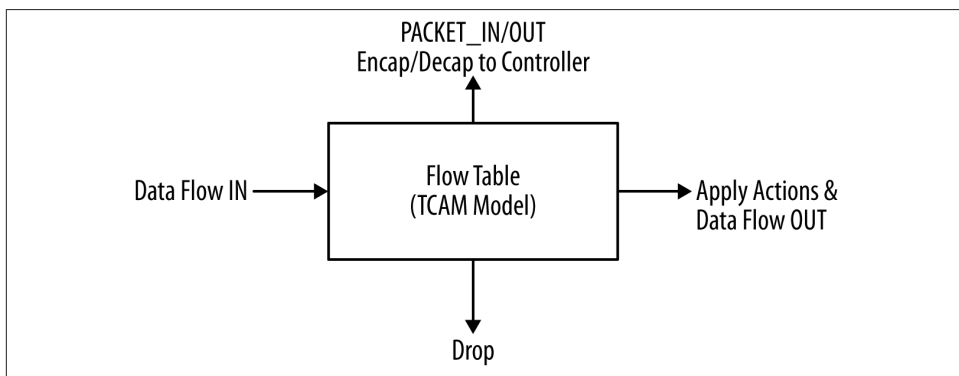 PACKET_IN/OUT
Encap/Decap to Controller
Data Flow IN
Flow Table
(TCAM Model)
Apply Actions &
Data Flow OUT
Drop